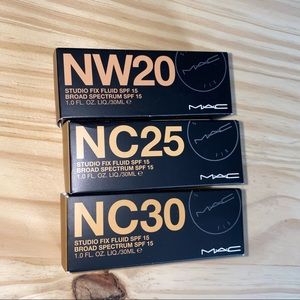 NW20
STUDIO FIX FLUID SPF 15
BROAD SPECTRUM SPF 15
1.0 FL. OZ. LIQ./30ML ℮
MAC
NC25
STUDIO FIX FLUID SPF 15
BROAD SPECTRUM SPF 15
1.0 FL. OZ. LIQ./30ML ℮
MAC
NC30
STUDIO FIX FLUID SPF 15
BROAD SPECTRUM SPF 15
1.0 FL. OZ. LIQ./30ML ℮
MAC